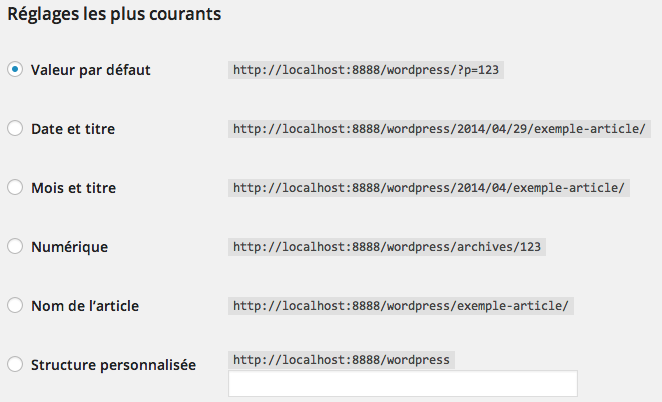 Réglages les plus courants
Valeur par défaut http://localhost:8888/wordpress/?p=123
Date et titre http://localhost:8888/wordpress/2014/04/29/exemple-article/
Mois et titre http://localhost:8888/wordpress/2014/04/exemple-article/
Numérique http://localhost:8888/wordpress/archives/123
Nom de l’article http://localhost:8888/wordpress/exemple-article/
Structure personnalisée http://localhost:8888/wordpress